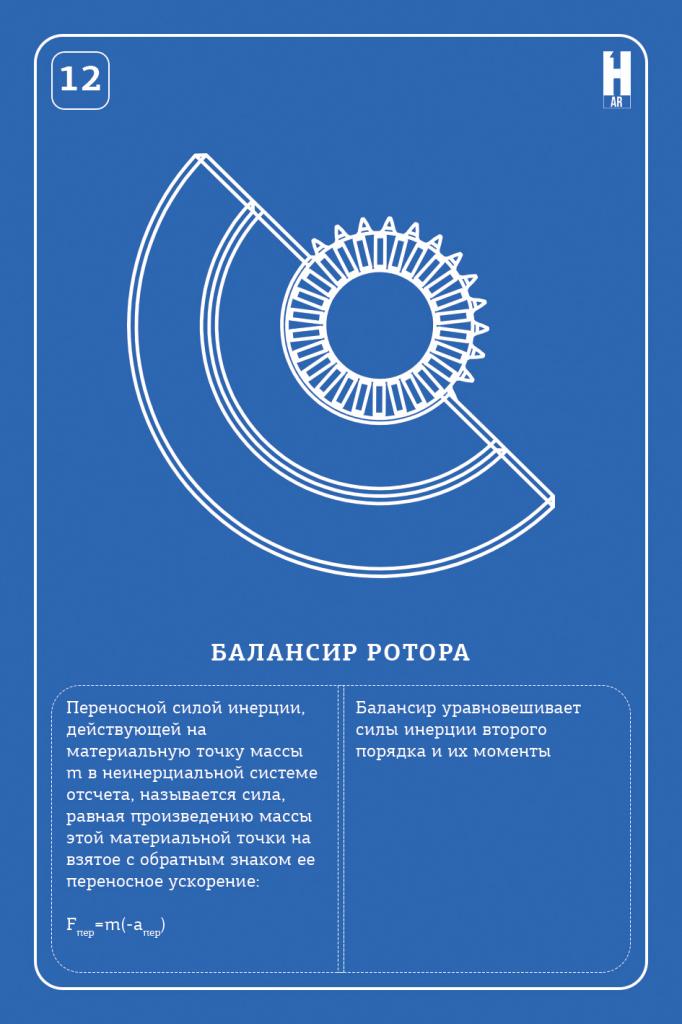 12
H
AR
БАЛАНСИР РОТОРА
Переносной силой инерции,
действующей на
материальную точку массы
m в неинерциальной системе
отсчета, называется сила,
равная произведению массы
этой материальной точки на
взятое с обратным знаком ее
переносное ускорение:
Fпер=m(-aпер)
Балансир уравновешивает
силы инерции второго
порядка и их моменты